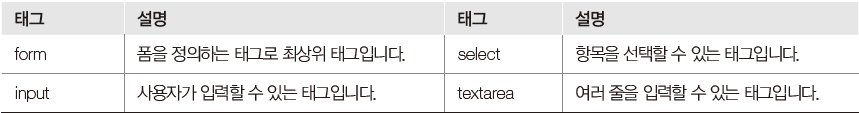 태그 설명 태그 설명
form 폼을 정의하는 태그로 최상위 태그입니다. select 항목을 선택할 수 있는 태그입니다.
input 사용자가 입력할 수 있는 태그입니다. textarea 여러 줄을 입력할 수 있는 태그입니다.